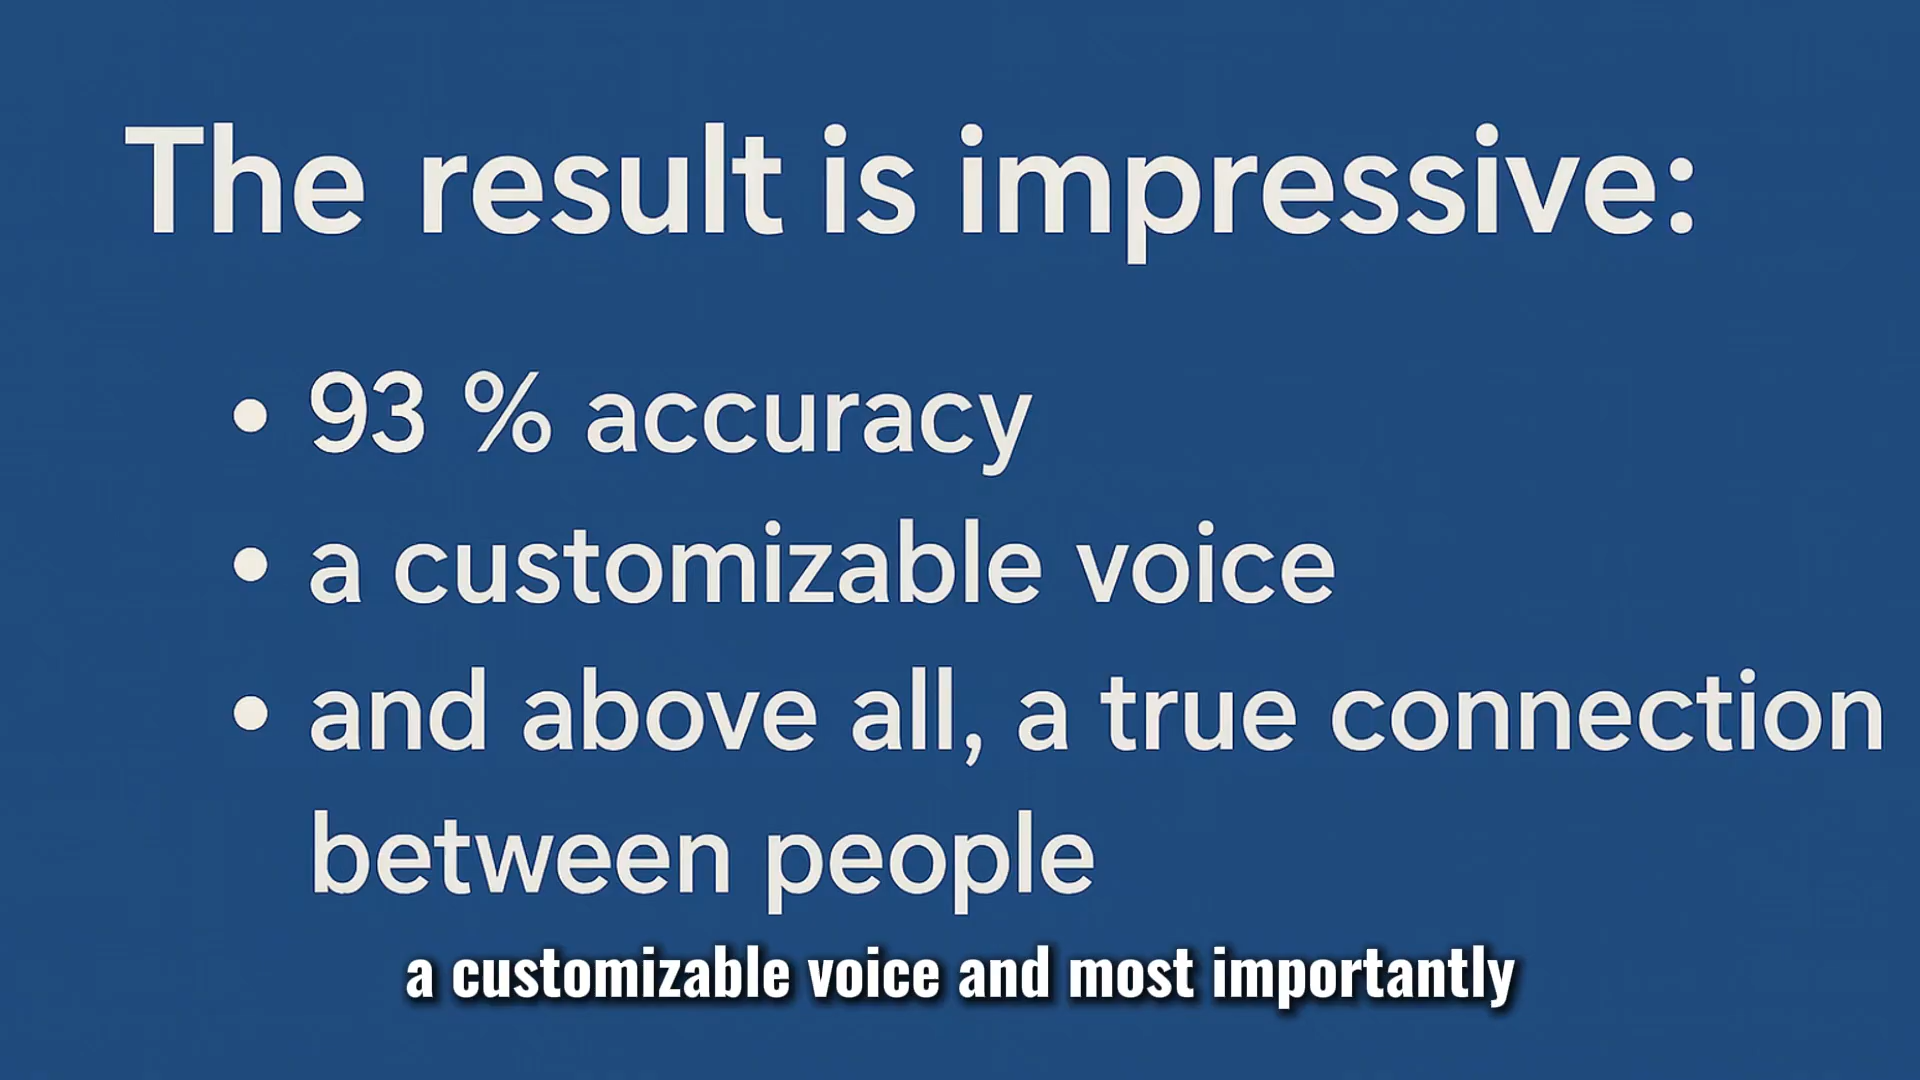 The result is impressive:
• 93 % accuracy
• a customizable voice
• and above all, a true connection
between people
a customizable voice and most importantly